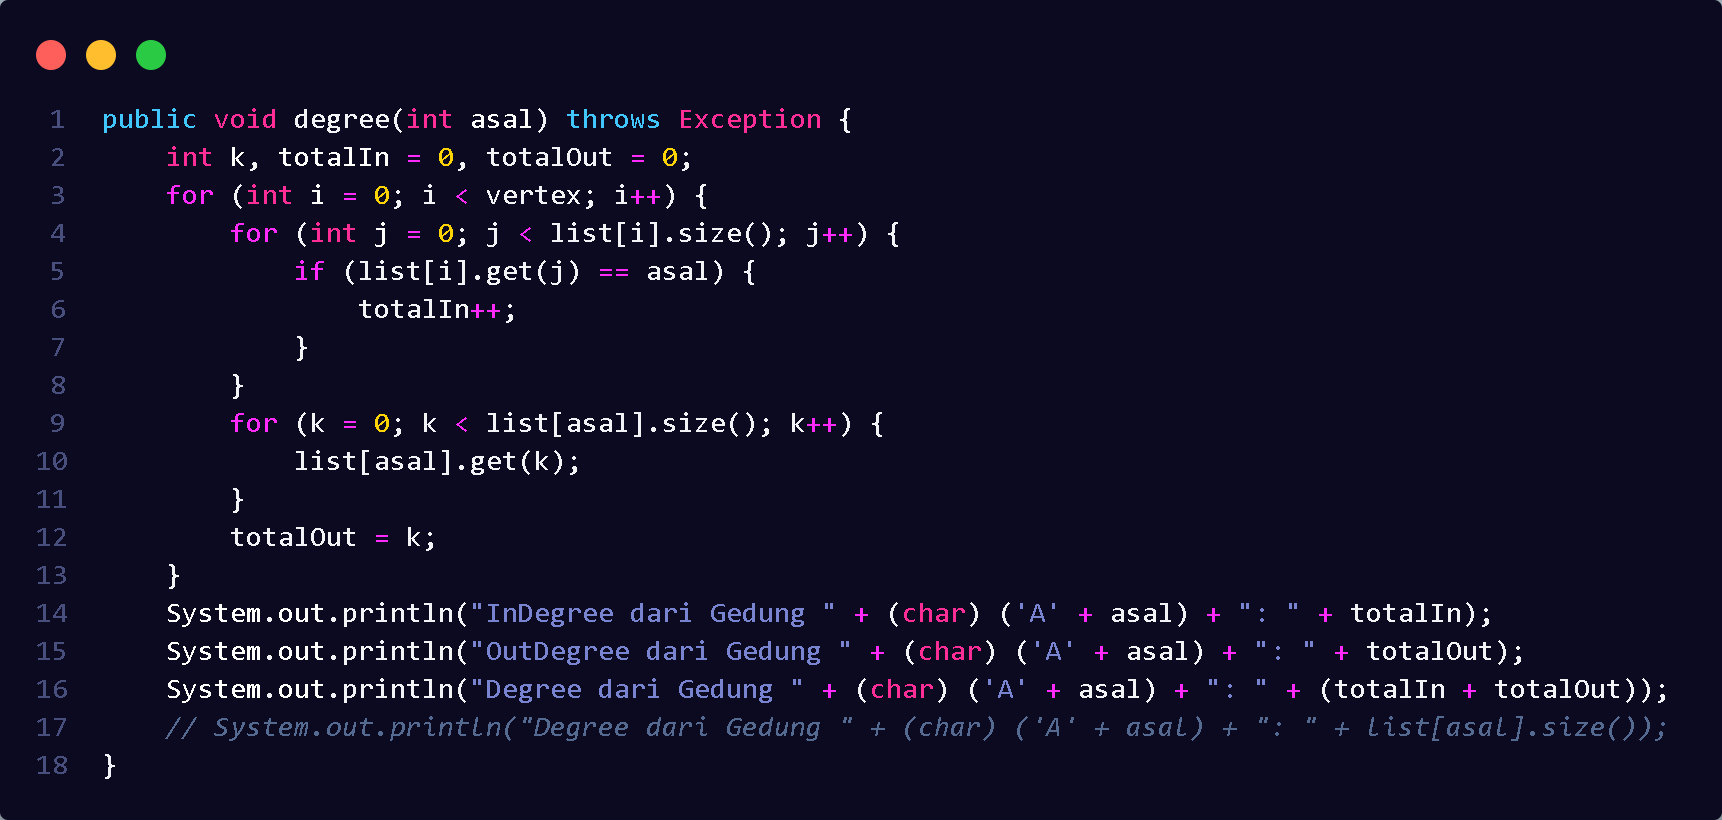 1 public void degree(int asal) throws Exception {
2     int k, totalIn = 0, totalOut = 0;
3     for (int i = 0; i < vertex; i++) {
4         for (int j = 0; j < list[i].size(); j++) {
5             if (list[i].get(j) == asal) {
6                 totalIn++;
7             }
8         }
9         for (k = 0; k < list[asal].size(); k++) {
10             list[asal].get(k);
11         }
12         totalOut = k;
13     }
14     System.out.println("InDegree dari Gedung " + (char) ('A' + asal) + ": " + totalIn);
15     System.out.println("OutDegree dari Gedung " + (char) ('A' + asal) + ": " + totalOut);
16     System.out.println("Degree dari Gedung " + (char) ('A' + asal) + ": " + (totalIn + totalOut));
17     // System.out.println("Degree dari Gedung " + (char) ('A' + asal) + ": " + list[asal].size());
18 }